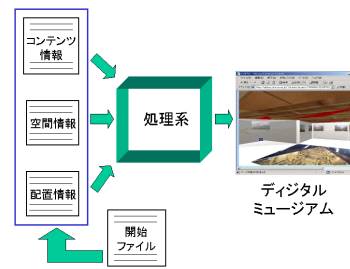 コンテンツ
情報
空間情報
配置情報
処理系
開始
ファイル
ディジタル
ミュージアム